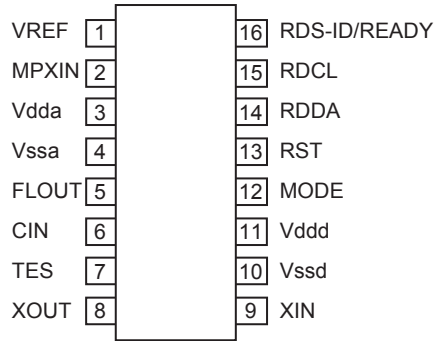 VREF 1 16 RDS-ID/READY
MPXIN 2 15 RDCL
Vdda 3 14 RDDA
Vssa 4 13 RST
FLOUT 5 12 MODE
CIN 6 11 Vddd
TES 7 10 Vssd
XOUT 8 9 XIN